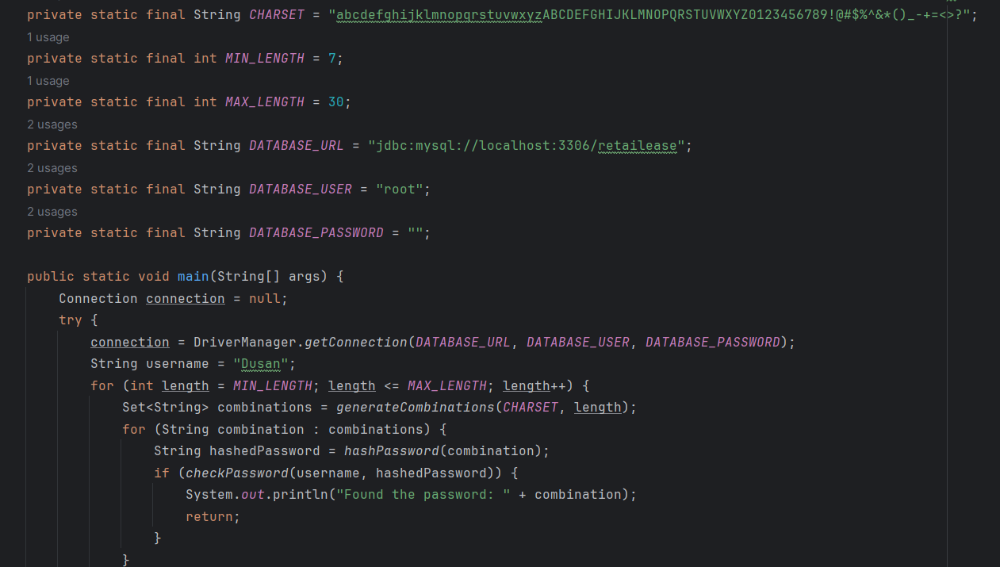 private static final String CHARSET = "abcdefghijklmnopqrstuvwxyzABCDEFGHIJKLMNOPQRSTUVWXYZ0123456789!@#$%^&*()_-+=<>?";
1 usage
private static final int MIN_LENGTH = 7;
1 usage
private static final int MAX_LENGTH = 30;
2 usages
private static final String DATABASE_URL = "jdbc:mysql://localhost:3306/retailease";
2 usages
private static final String DATABASE_USER = "root";
2 usages
private static final String DATABASE_PASSWORD = "";
public static void main(String[] args) {
Connection connection = null;
try {
connection = DriverManager.getConnection(DATABASE_URL, DATABASE_USER, DATABASE_PASSWORD);
String username = "Dusan";
for (int length = MIN_LENGTH; length <= MAX_LENGTH; length++) {
Set<String> combinations = generateCombinations(CHARSET, length);
for (String combination : combinations) {
String hashedPassword = hashPassword(combination);
if (checkPassword(username, hashedPassword)) {
System.out.println("Found the password: " + combination);
return;
}
}